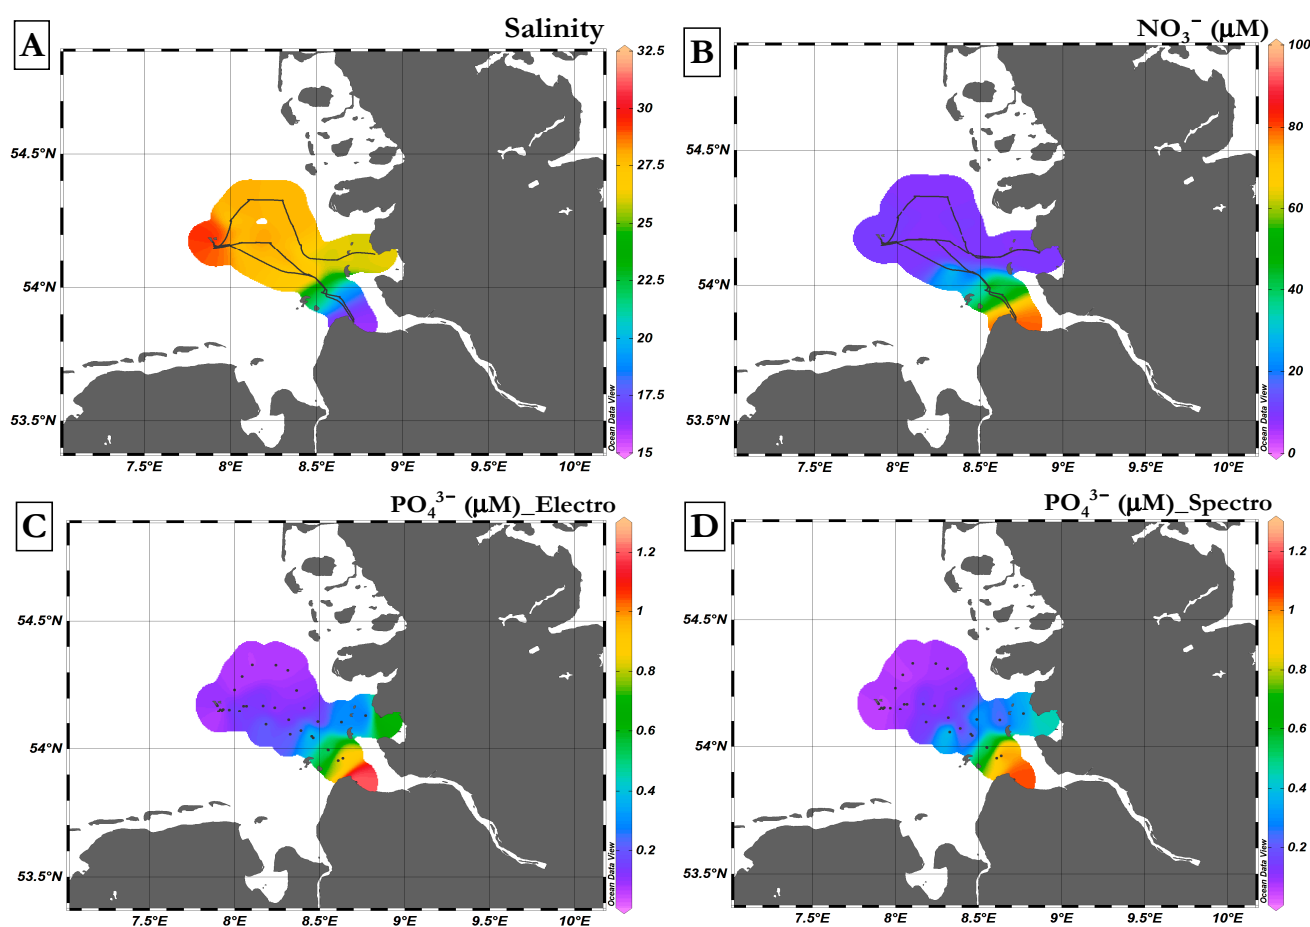 A
Salinity
32.5
30
27.5
25
22.5
20
17.5
15
54.5°N
54°N
53.5°N
7.5°E 8°E 8.5°E 9°E 9.5°E 10°E
Ocean Data View
B
NO₃⁻ (μM)
100
80
60
40
20
0
54.5°N
54°N
53.5°N
7.5°E 8°E 8.5°E 9°E 9.5°E 10°E
Ocean Data View
C
PO₄³⁻ (μM)_Electro
1.2
1
0.8
0.6
0.4
0.2
54.5°N
54°N
53.5°N
7.5°E 8°E 8.5°E 9°E 9.5°E 10°E
Ocean Data View
D
PO₄³⁻ (μM)_Spectro
1.2
1
0.8
0.6
0.4
0.2
54.5°N
54°N
53.5°N
7.5°E 8°E 8.5°E 9°E 9.5°E 10°E
Ocean Data View